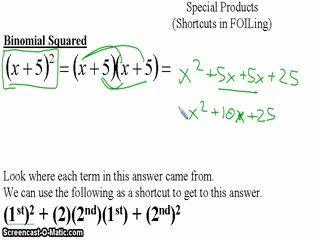 Special Products
(Shortcuts in FOILing)
Binomial Squared
(x + 5)² = (x + 5)(x + 5) = x² + 5x + 5x + 25
x² + 10x + 25
Look where each term in this answer came from.
We can use the following as a shortcut to get to this answer.
(1st)² + (2)(2nd)(1st) + (2nd)²
Screencast-O-Matic.com